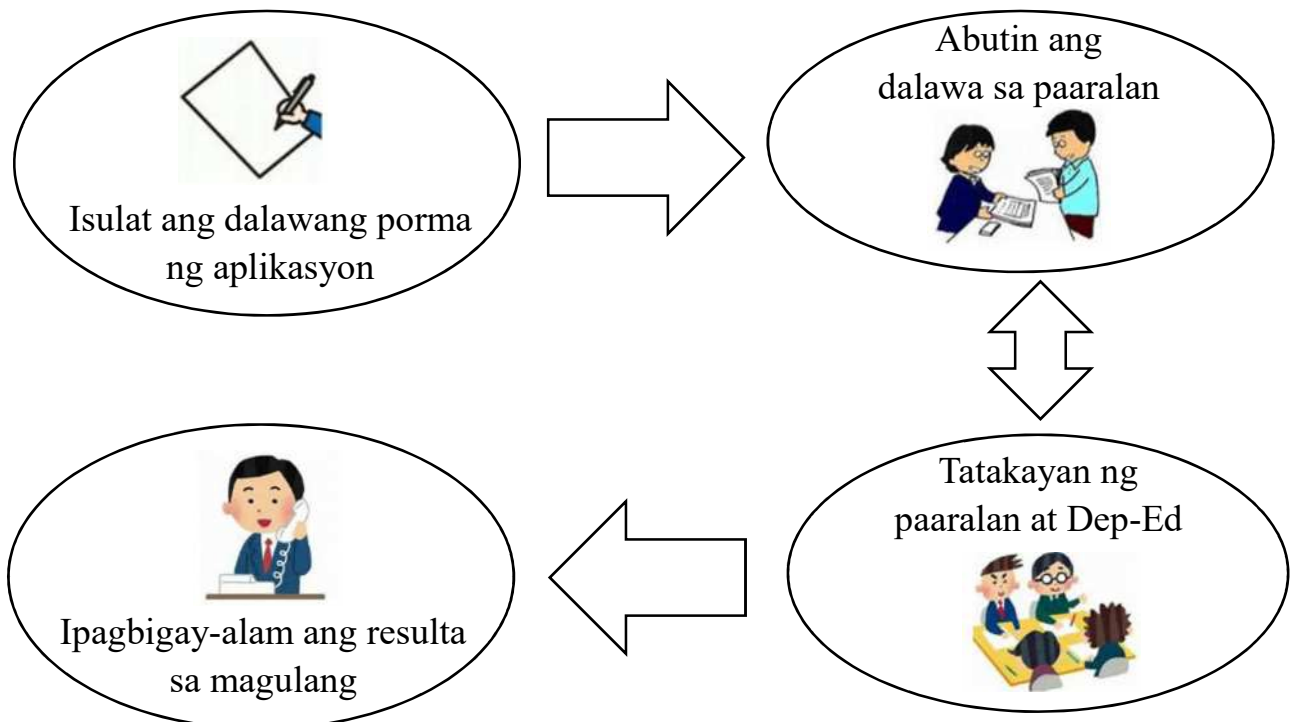 Isulat ang dalawang porma
ng aplikasyon
Abutin ang
dalawa sa paaralan
Tatakayan ng
paaralan at Dep-Ed
Ipagbigay-alam ang resulta
sa magulang